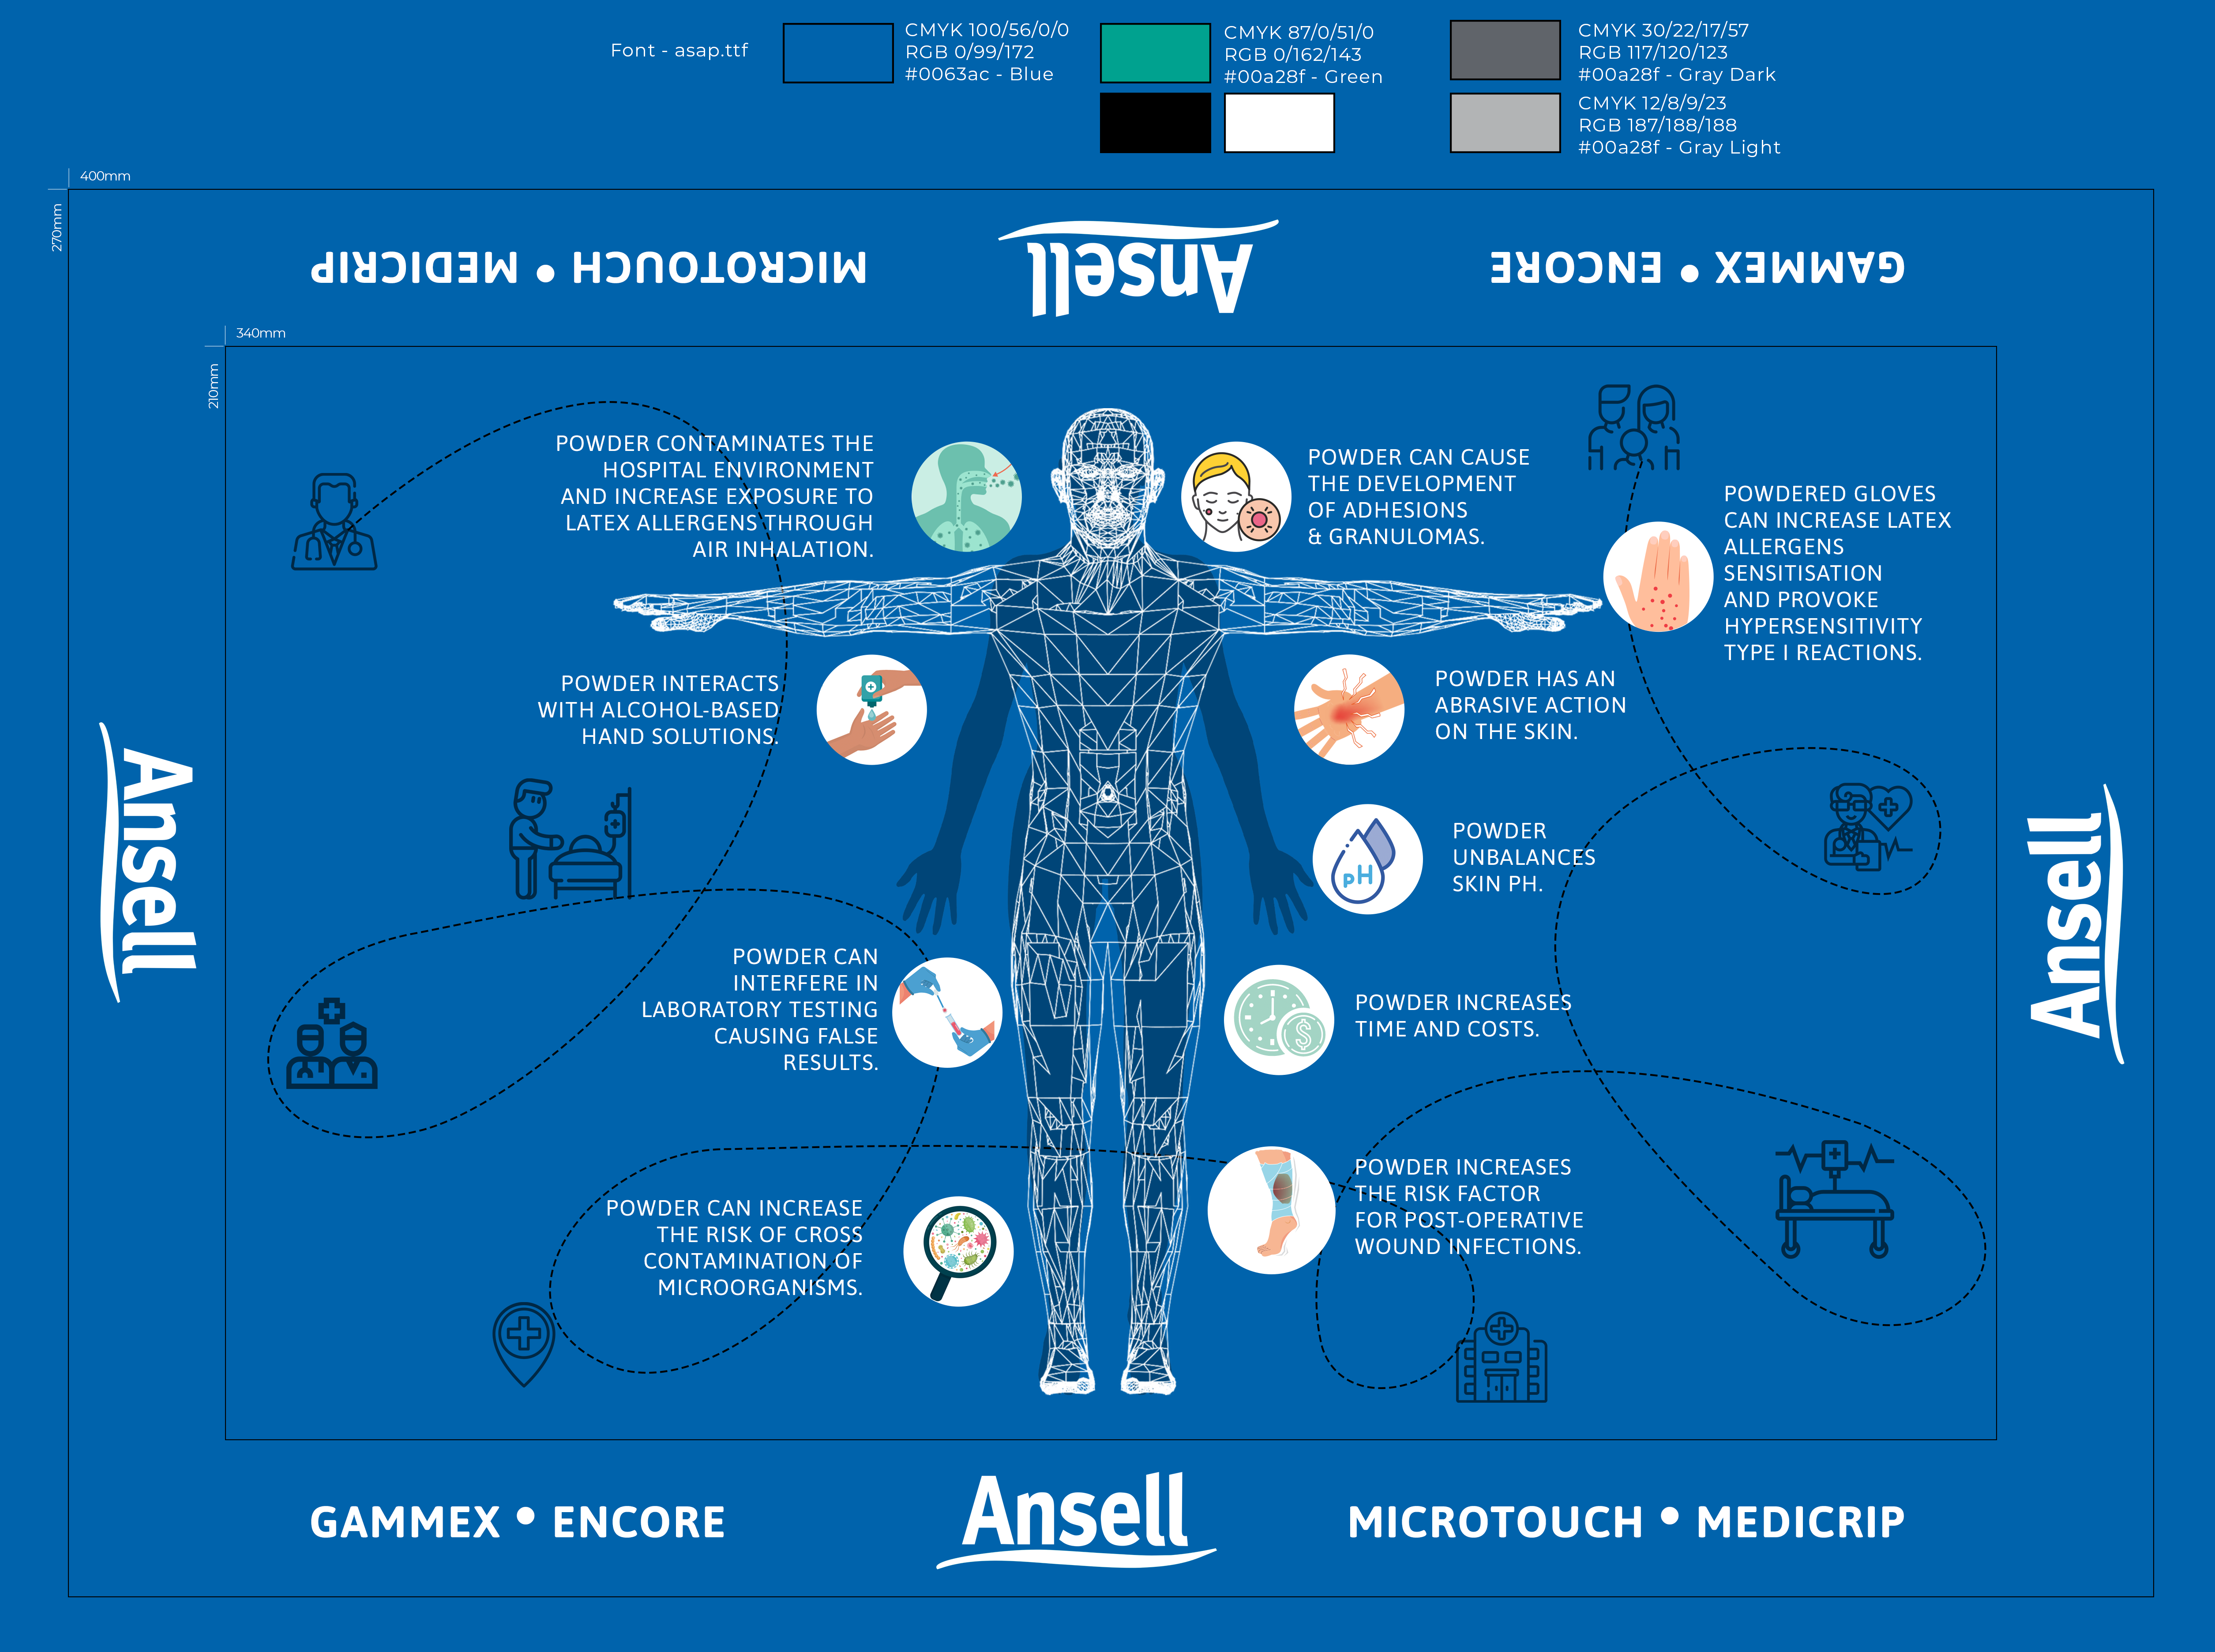 Font - asap.ttf
CMYK 100/56/0/0
RGB 0/99/172
#0063ac - Blue
CMYK 87/0/51/0
RGB 0/162/143
#00a28f - Green
CMYK 30/22/17/57
RGB 117/120/123
#00a28f - Gray Dark
CMYK 12/8/9/23
RGB 187/188/188
#00a28f - Gray Light
400mm
270mm
MICROTOUCH • MEDICRIP
Ansell
GAMMEX • ENCORE
340mm
210mm
POWDER CONTAMINATES THE
HOSPITAL ENVIRONMENT
AND INCREASE EXPOSURE TO
LATEX ALLERGENS THROUGH
AIR INHALATION.
POWDER CAN CAUSE
THE DEVELOPMENT
OF ADHESIONS
& GRANULOMAS.
POWDERED GLOVES
CAN INCREASE LATEX
ALLERGENS
SENSITISATION
AND PROVOKE
HYPERSENSITIVITY
TYPE I REACTIONS.
POWDER INTERACTS
WITH ALCOHOL-BASED
HAND SOLUTIONS.
POWDER HAS AN
ABRASIVE ACTION
ON THE SKIN.
Ansell
pH
POWDER
UNBALANCES
SKIN PH.
Ansell
POWDER CAN
INTERFERE IN
LABORATORY TESTING
CAUSING FALSE
RESULTS.
$
POWDER INCREASES
TIME AND COSTS.
POWDER CAN INCREASE
THE RISK OF CROSS
CONTAMINATION OF
MICROORGANISMS.
POWDER INCREASES
THE RISK FACTOR
FOR POST-OPERATIVE
WOUND INFECTIONS.
GAMMEX • ENCORE
Ansell
MICROTOUCH • MEDICRIP